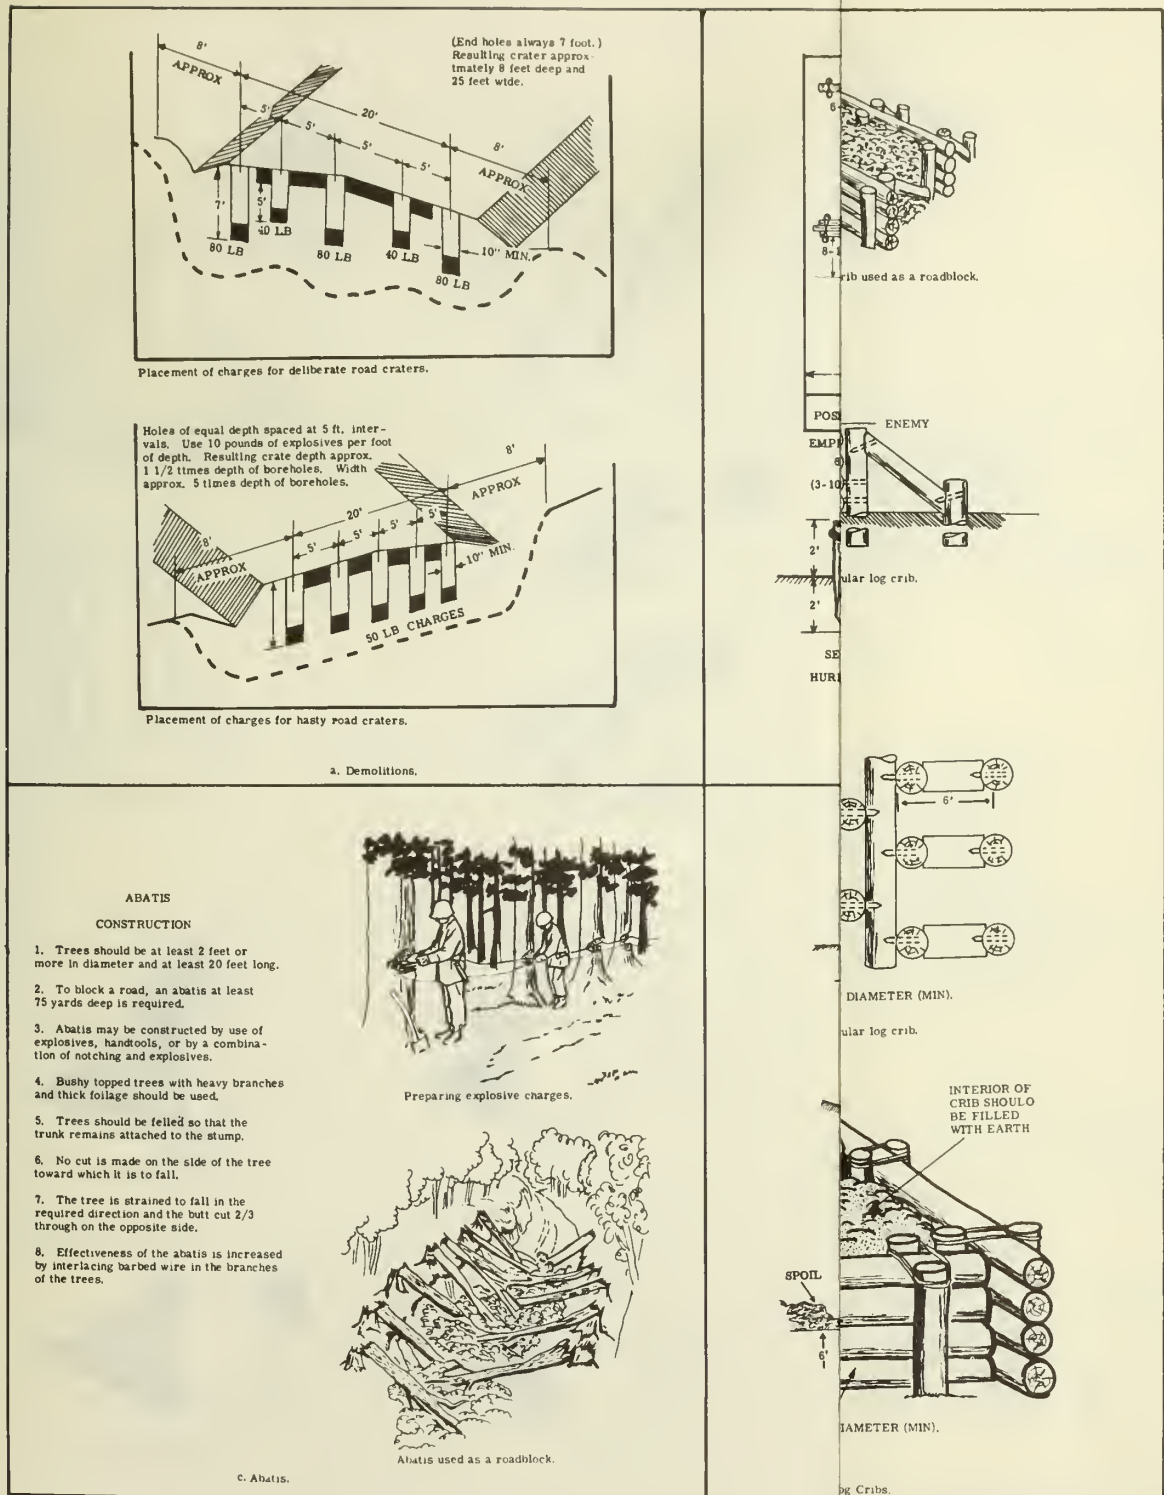 8'
APPROX
(End holes always 7 foot.)
Resulting crater approx-
imately 8 feet deep and
25 feet wide.
20'
5'
5'
5'
5'
8'
APPROX
7'
5'
40 LB
80 LB
80 LB
40 LB
10" MIN.
80 LB
Placement of charges for deliberate road craters.
Holes of equal depth spaced at 5 ft. inter-
vals. Use 10 pounds of explosives per foot
of depth. Resulting crate depth approx.
1 1/2 times depth of boreholes. Width
approx. 5 times depth of boreholes.
8'
APPROX
20'
5'
5'
5'
5'
8'
APPROX
10" MIN.
50 LB CHARGES
Placement of charges for hasty road craters.
a. Demolitions.
ABATIS
CONSTRUCTION
1. Trees should be at least 2 feet or
more in diameter and at least 20 feet long.
2. To block a road, an abatis at least
75 yards deep is required.
3. Abatis may be constructed by use of
explosives, handtools, or by a combina-
tion of notching and explosives.
4. Bushy topped trees with heavy branches
and thick foliage should be used.
5. Trees should be felled so that the
trunk remains attached to the stump.
6. No cut is made on the side of the tree
toward which it is to fall.
7. The tree is strained to fall in the
required direction and the butt cut 2/3
through on the opposite side.
8. Effectiveness of the abatis is increased
by interlacing barbed wire in the branches
of the trees.
Preparing explosive charges.
Abatis used as a roadblock.
c. Abatis.
6
8-1
rib used as a roadblock.
POS
ENEMY
EMP
(3-10
2'
ular log crib.
2'
SE
HUR
6'
DIAMETER (MIN).
ular log crib.
INTERIOR OF
CRIB SHOULD
BE FILLED
WITH EARTH
SPOIL
6'
IAMETER (MIN).
og Cribs.